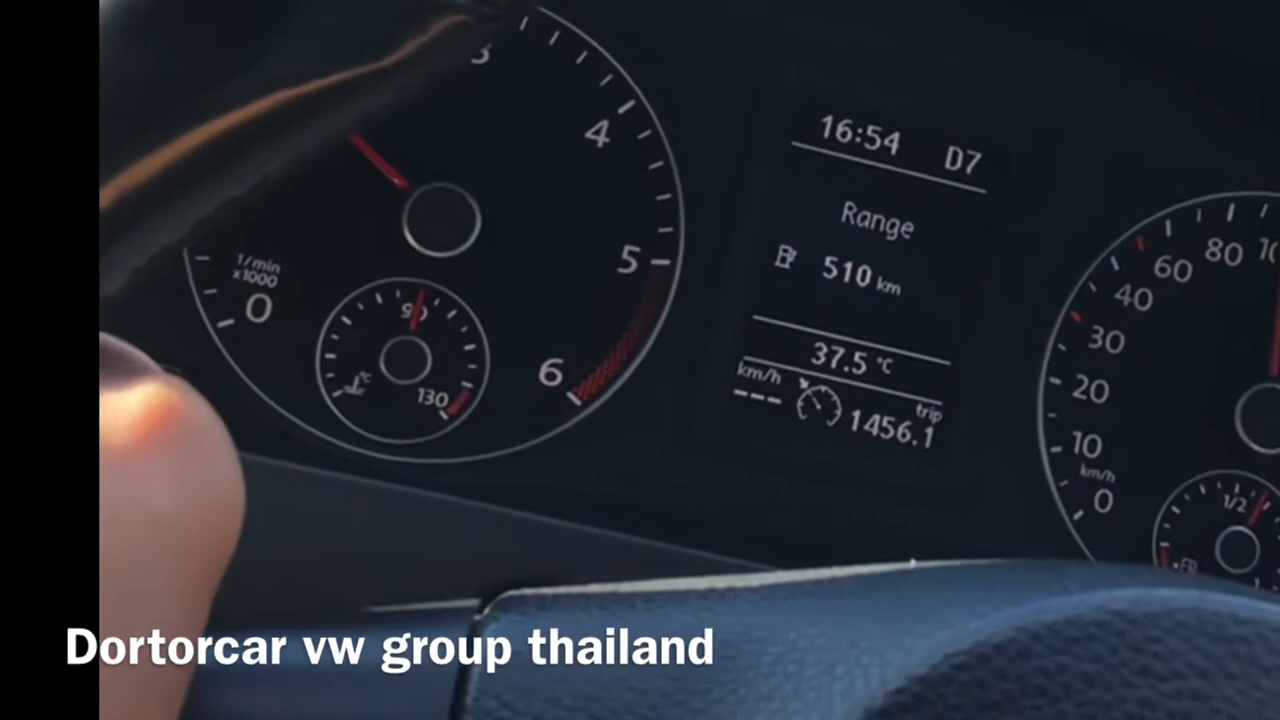 3
4
5
6
1/min
x1000
0
90
130
°C
16:54 D7
Range
510 km
37.5 °C
km/h
--- trip
1456.1
80
60
40
30
20
10
km/h
0
1/2
Dortorcar vw group thailand